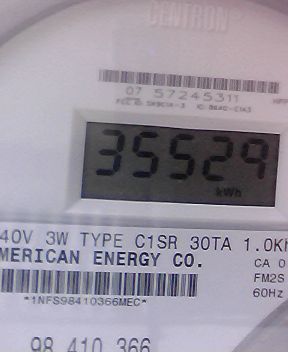 CENTRON
07 57245311
35529
kWh
40V 3W TYPE C1SR 30TA 1.0Kh
MERICAN ENERGY CO.
CA 0
FM2S
60Hz
*1NFS98410366MEC*
98 410 366